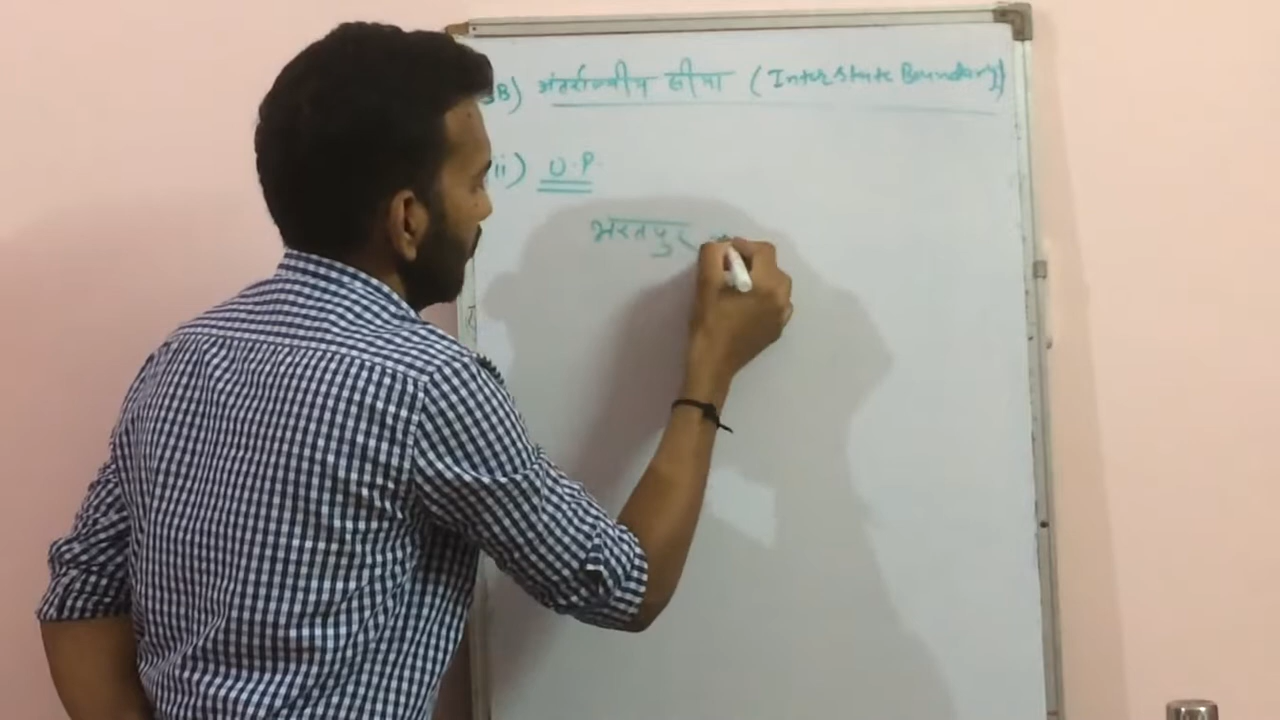 B) अंतर्राज्यीय सीमा (Inter State Boundary)
ii) U.P.
भरतपुर